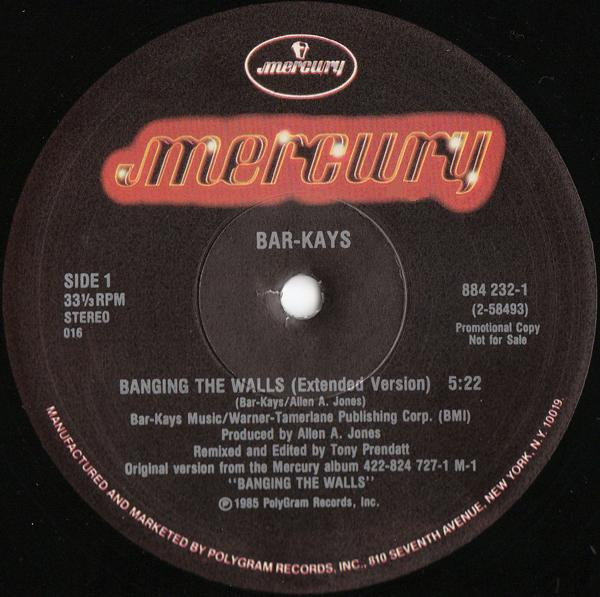 mercury
mercury
BAR-KAYS
SIDE 1
33⅓ RPM
STEREO
016
884 232-1
(2-58493)
Promotional Copy
Not for Sale
BANGING THE WALLS (Extended Version) 5:22
(Bar-Kays/Allen A. Jones)
Bar-Kays Music/Warner-Tamerlane Publishing Corp. (BMI)
Produced by Allen A. Jones
Remixed and Edited by Tony Prendatt
Original version from the Mercury album 422-824 727-1 M-1
"BANGING THE WALLS"
℗ 1985 PolyGram Records, Inc.
MANUFACTURED AND MARKETED BY POLYGRAM RECORDS, INC., 810 SEVENTH AVENUE, NEW YORK, N.Y. 10019.